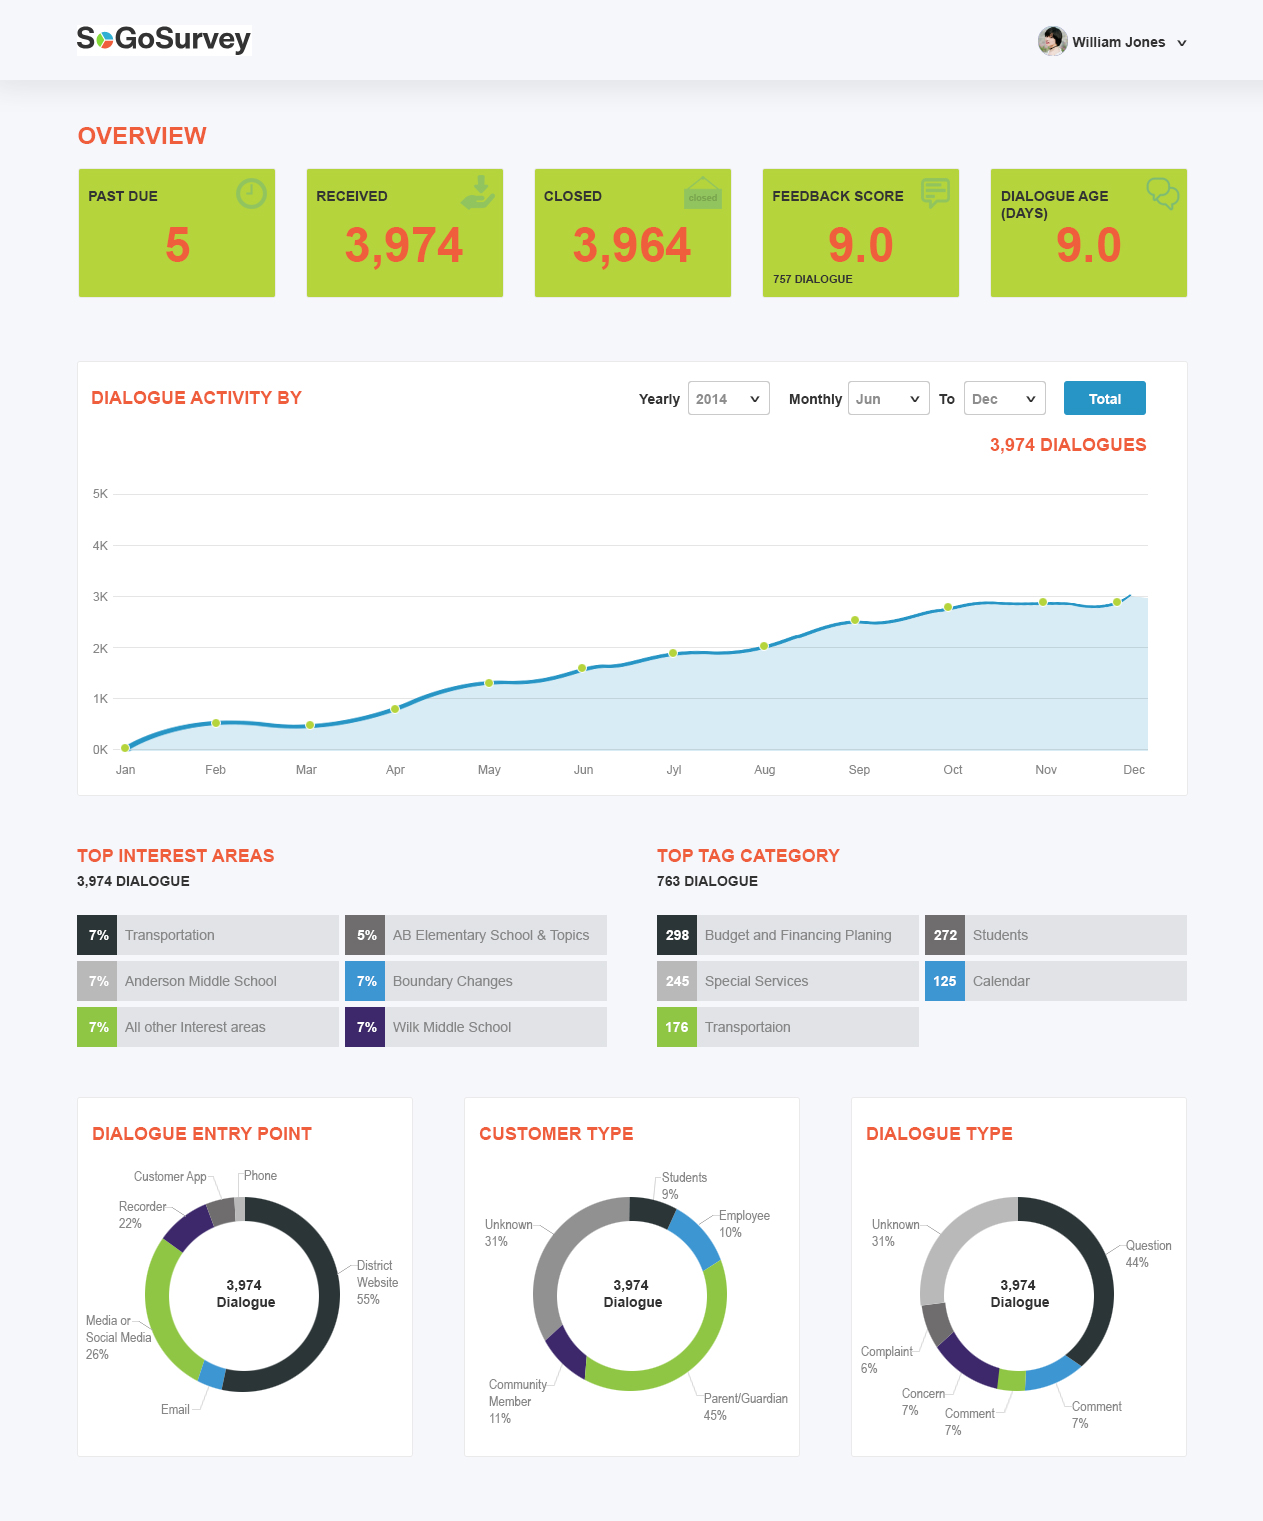 SoGoSurvey
William Jones
OVERVIEW
PAST DUE
5
RECEIVED
3,974
CLOSED
closed
3,964
FEEDBACK SCORE
9.0
757 DIALOGUE
DIALOGUE AGE
(DAYS)
9.0
DIALOGUE ACTIVITY BY
Yearly 2014 Monthly Jun To Dec Total
3,974 DIALOGUES
5K
4K
3K
2K
1K
0K
Jan Feb Mar Apr May Jun Jyl Aug Sep Oct Nov Dec
TOP INTEREST AREAS
3,974 DIALOGUE
7% Transportation
5% AB Elementary School & Topics
7% Anderson Middle School
7% Boundary Changes
7% All other Interest areas
7% Wilk Middle School
TOP TAG CATEGORY
763 DIALOGUE
298 Budget and Financing Planing
272 Students
245 Special Services
125 Calendar
176 Transportaion
DIALOGUE ENTRY POINT
Customer App
Phone
Recorder
22%
District
Website
55%
Media or
Social Media
26%
Email
3,974
Dialogue
CUSTOMER TYPE
Students
9%
Employee
10%
Unknown
31%
3,974
Dialogue
Community
Member
11%
Parent/Guardian
45%
DIALOGUE TYPE
Unknown
31%
Question
44%
3,974
Dialogue
Complaint
6%
Concern
7%
Comment
7%
Comment
7%